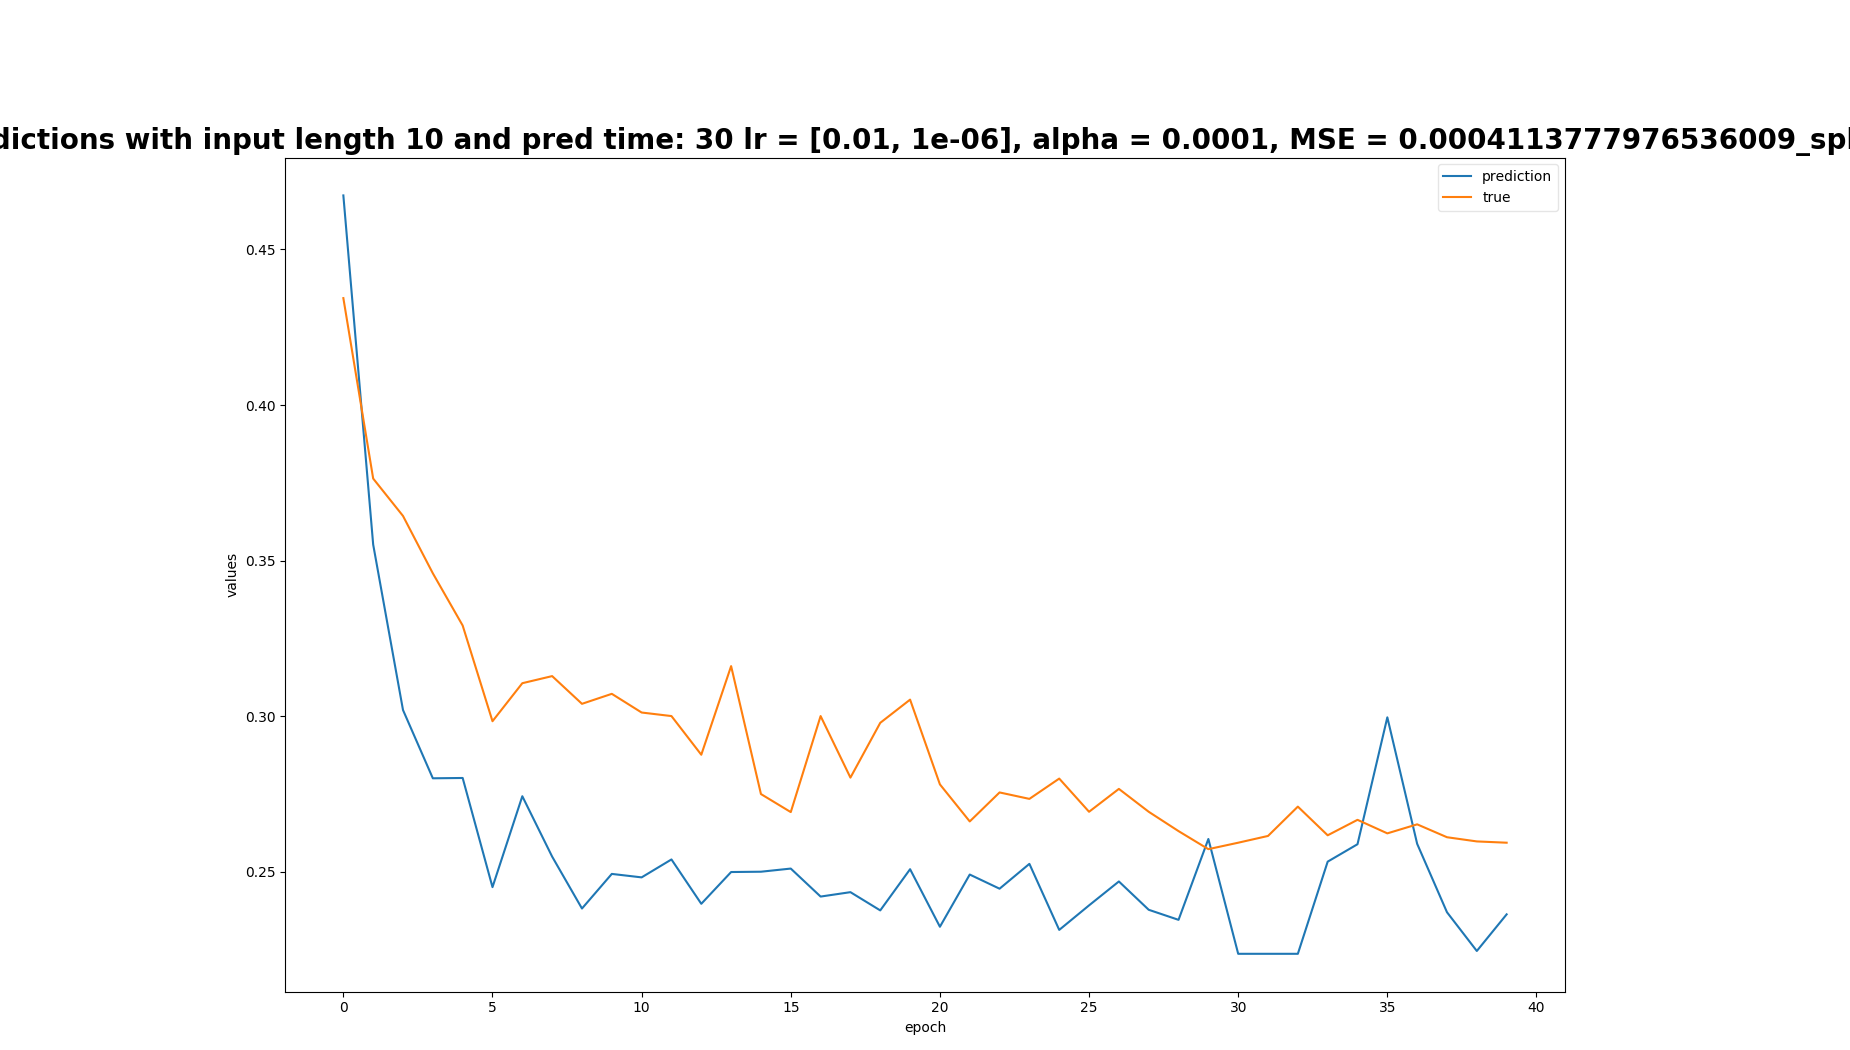 dictions with input length 10 and pred time: 30 lr = [0.01, 1e-06], alpha = 0.0001, MSE = 0.0004113777976536009_spl
prediction
true
0.45
0.40
0.35
0.30
0.25
values
0 5 10 15 20 25 30 35 40
epoch